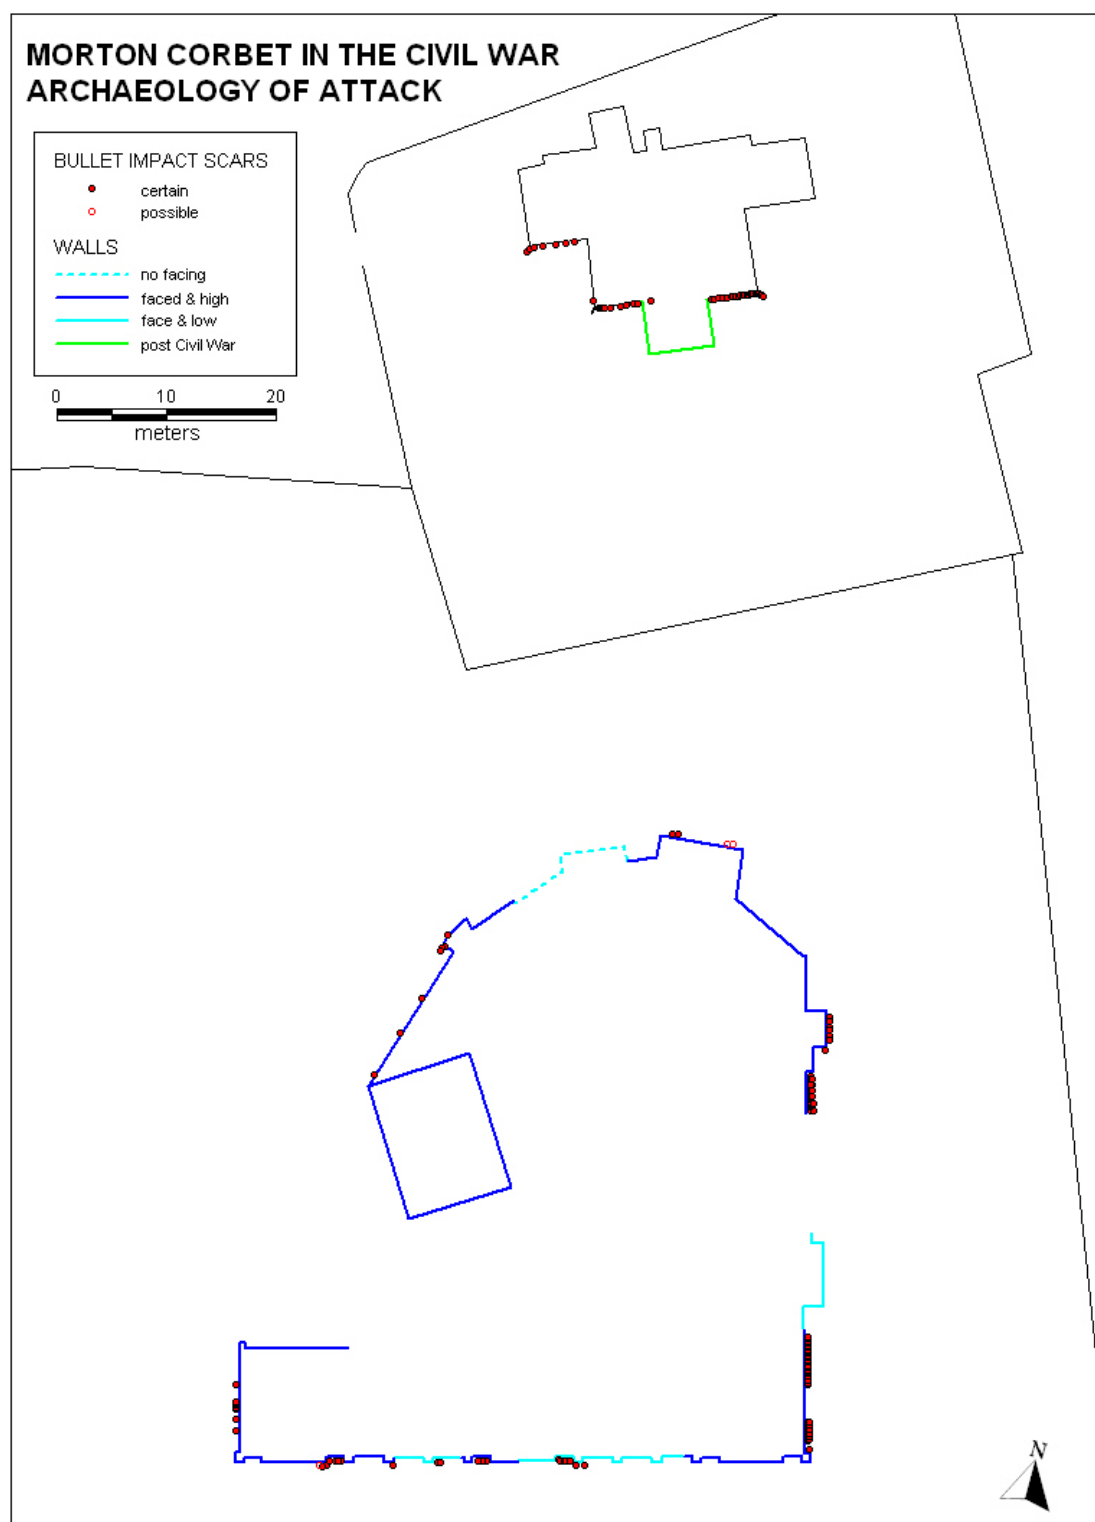 MORTON CORBET IN THE CIVIL WAR
ARCHAEOLOGY OF ATTACK
BULLET IMPACT SCARS
certain
possible
WALLS
no facing
faced & high
face & low
post Civil War
0 10 20
meters
N